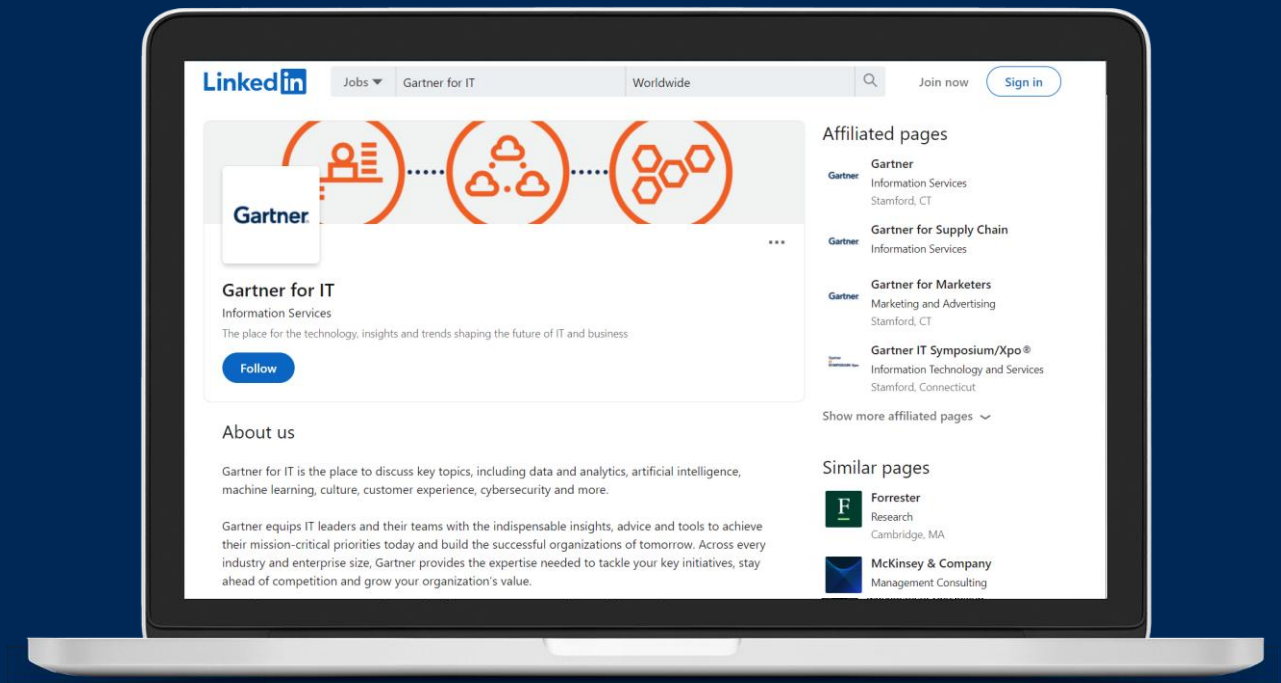 Linked in
Jobs
Gartner for IT
Worldwide
Join now
Sign in
Gartner
Gartner for IT
Information Services
The place for the technology, insights and trends shaping the future of IT and business
Follow
About us
Gartner for IT is the place to discuss key topics, including data and analytics, artificial intelligence,
machine learning, culture, customer experience, cybersecurity and more.
Gartner equips IT leaders and their teams with the indispensable insights, advice and tools to achieve
their mission-critical priorities today and build the successful organizations of tomorrow. Across every
industry and enterprise size, Gartner provides the expertise needed to tackle your key initiatives, stay
ahead of competition and grow your organization's value.
Affiliated pages
Gartner
Gartner
Information Services
Stamford, CT
Gartner
Gartner for Supply Chain
Information Services
Gartner
Gartner for Marketers
Marketing and Advertising
Stamford, CT
Gartner IT Symposium/Xpo®
Information Technology and Services
Stamford, Connecticut
Show more affiliated pages
Similar pages
F
Forrester
Research
Cambridge, MA
McKinsey & Company
Management Consulting